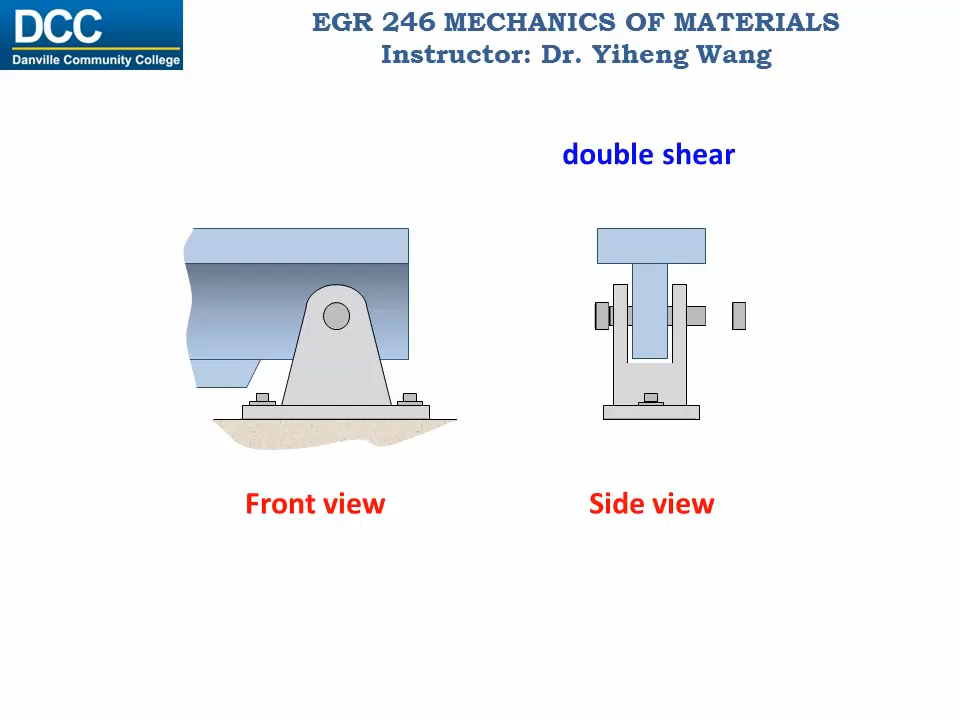 DCC
Danville Community College
EGR 246 MECHANICS OF MATERIALS
Instructor: Dr. Yiheng Wang
double shear
Front view
Side view